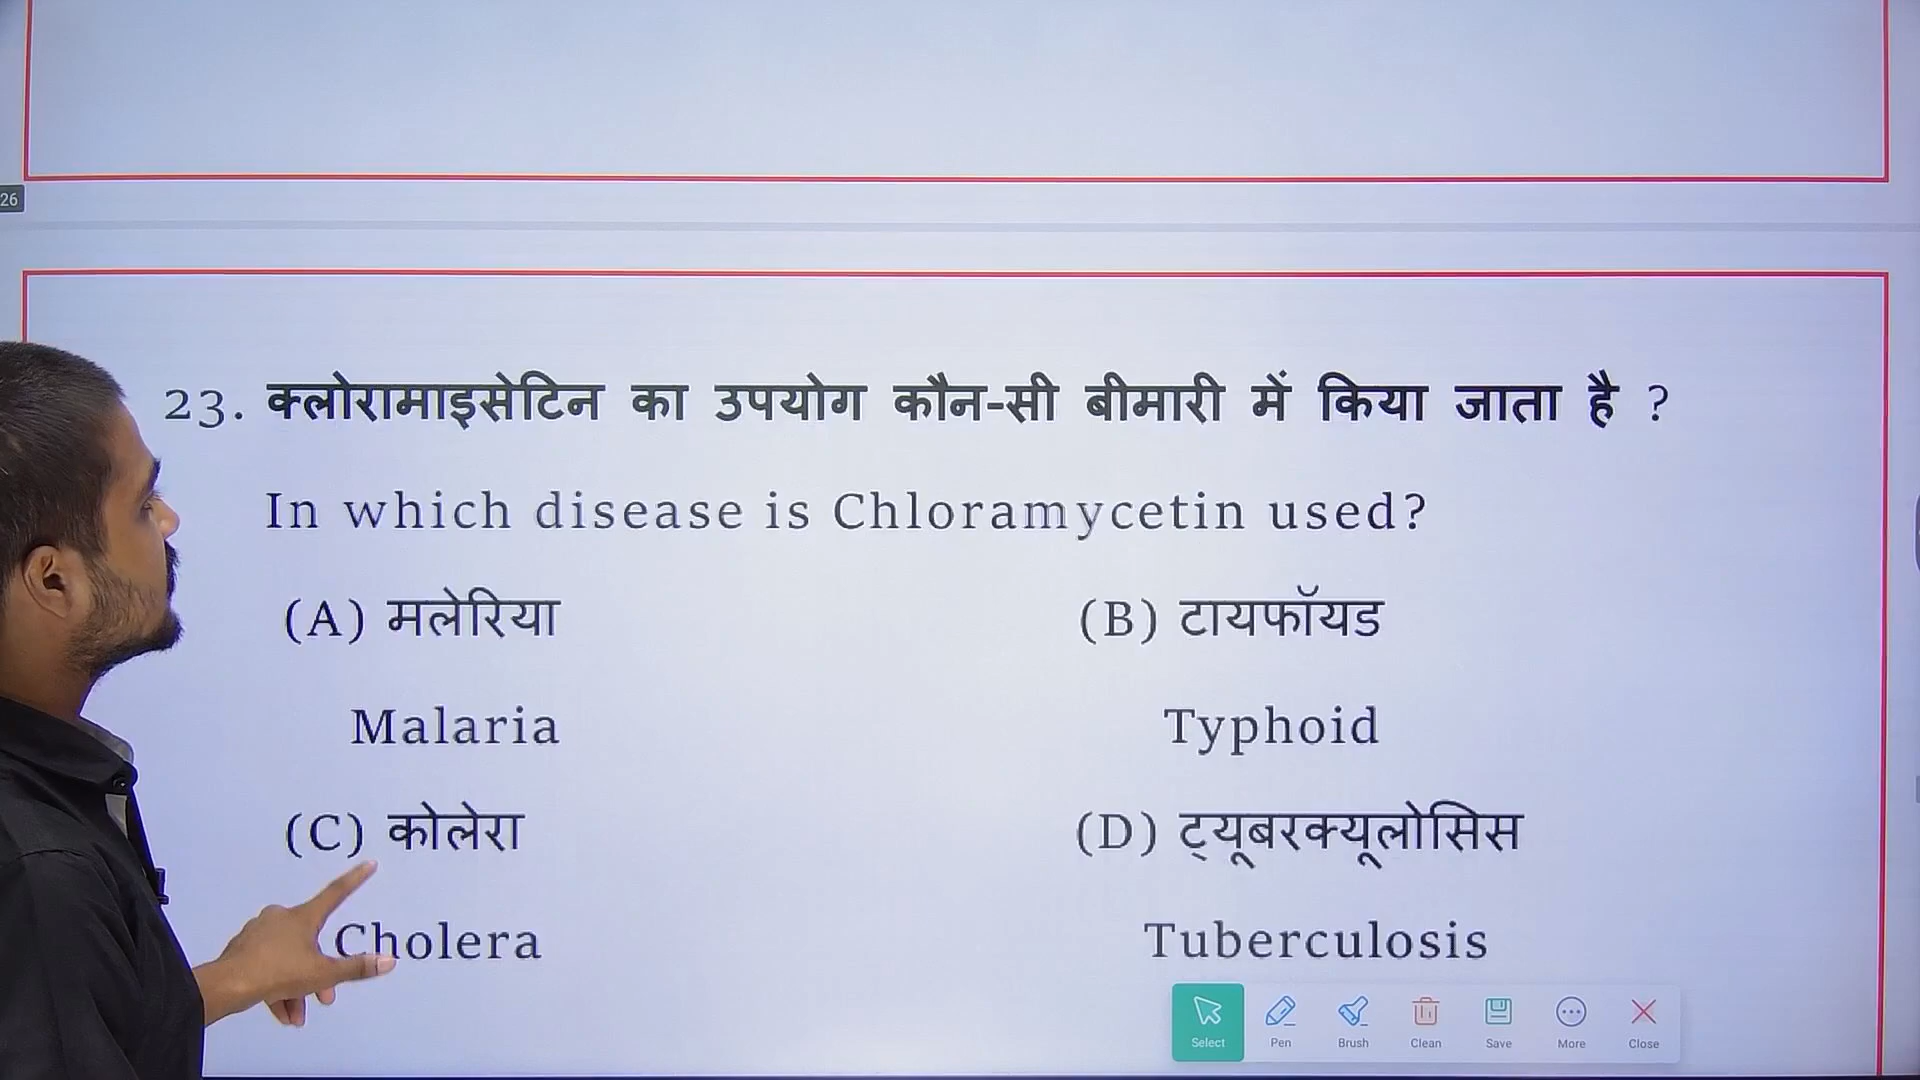 26
23. क्लोरामाइसेटिन का उपयोग कौन-सी बीमारी में किया जाता है ?
In which disease is Chloramycetin used?
(A) मलेरिया (B) टायफॉयड
Malaria Typhoid
(C) कोलेरा (D) ट्यूबरक्यूलोसिस
Cholera Tuberculosis
Select Pen Brush Clean Save More Close